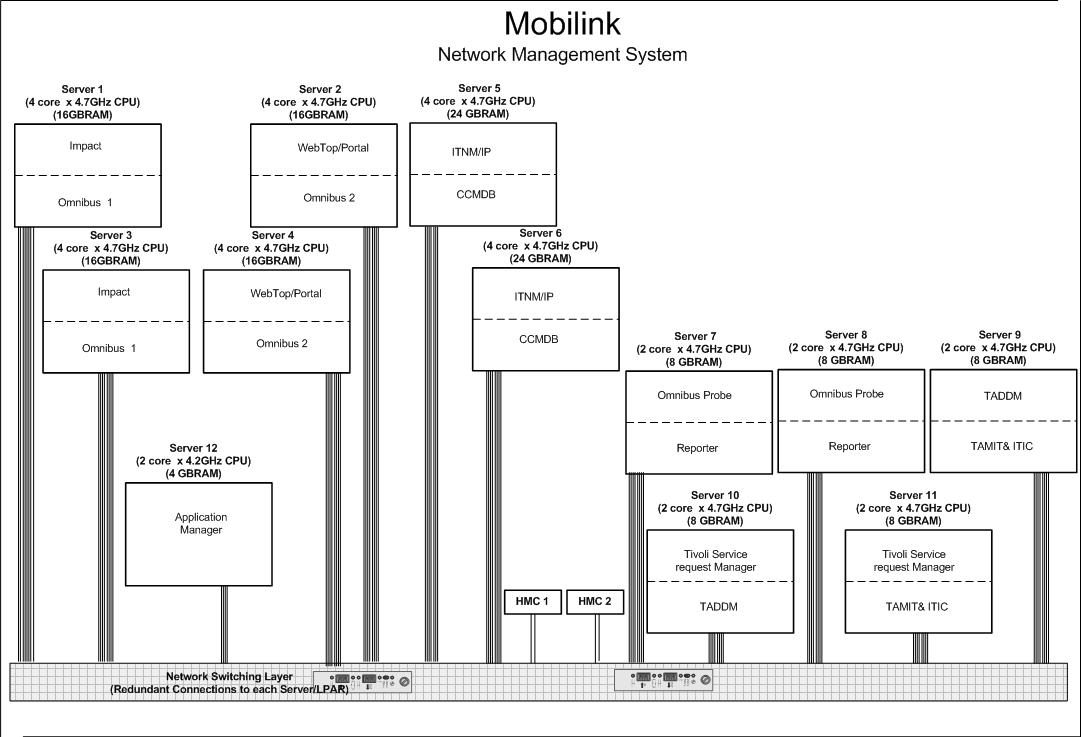 Mobilink
Network Management System
Server 1
(4 core x 4.7GHz CPU)
(16GBRAM)
Impact
Omnibus 1
Server 2
(4 core x 4.7GHz CPU)
(16GBRAM)
WebTop/Portal
Omnibus 2
Server 5
(4 core x 4.7GHz CPU)
(24 GBRAM)
ITNM/IP
CCMDB
Server 3
(4 core x 4.7GHz CPU)
(16GBRAM)
Impact
Omnibus 1
Server 4
(4 core x 4.7GHz CPU)
(16GBRAM)
WebTop/Portal
Omnibus 2
Server 6
(4 core x 4.7GHz CPU)
(24 GBRAM)
ITNM/IP
CCMDB
Server 7
(2 core x 4.7GHz CPU)
(8 GBRAM)
Omnibus Probe
Reporter
Server 8
(2 core x 4.7GHz CPU)
(8 GBRAM)
Omnibus Probe
Reporter
Server 9
(2 core x 4.7GHz CPU)
(8 GBRAM)
TADDM
TAMIT& ITIC
Server 12
(2 core x 4.2GHz CPU)
(4 GBRAM)
Application
Manager
Server 10
(2 core x 4.7GHz CPU)
(8 GBRAM)
Tivoli Service
request Manager
TADDM
Server 11
(2 core x 4.7GHz CPU)
(8 GBRAM)
Tivoli Service
request Manager
TAMIT& ITIC
HMC 1
HMC 2
Network Switching Layer
(Redundant Connections to each Server/LPAR)